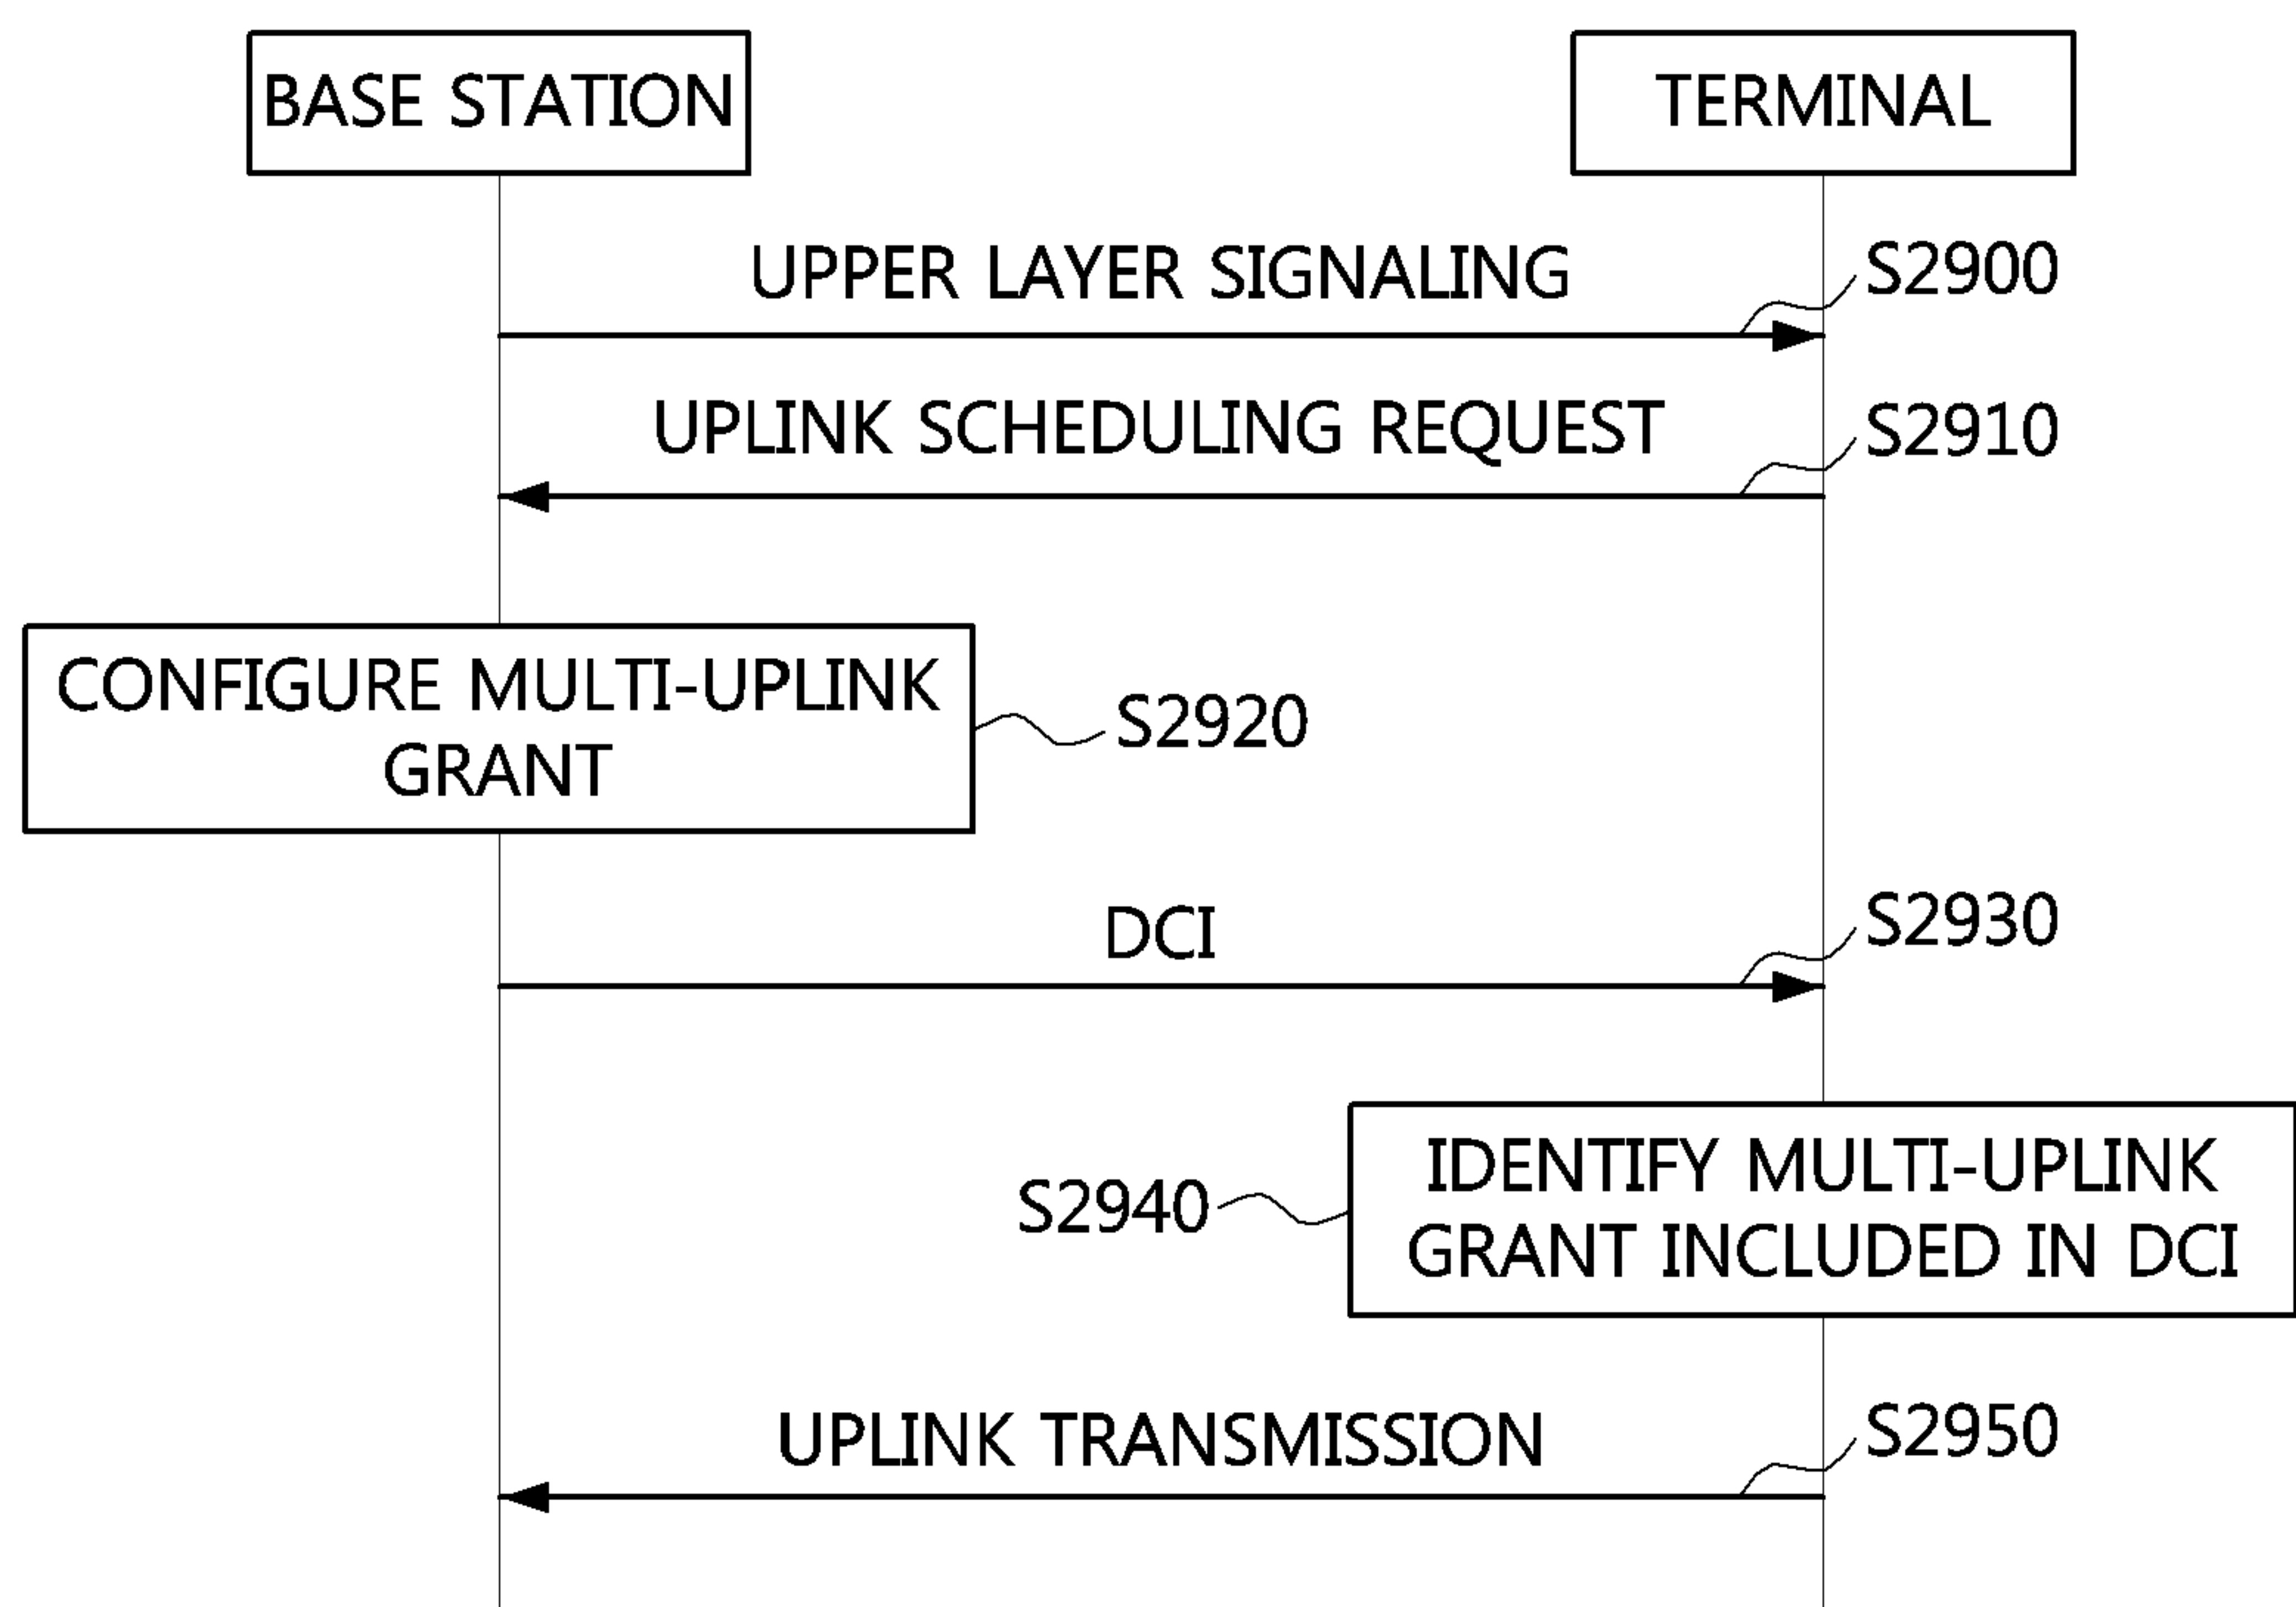 BASE STATION
TERMINAL
UPPER LAYER SIGNALING
S2900
UPLINK SCHEDULING REQUEST
S2910
CONFIGURE MULTI-UPLINK
GRANT
S2920
DCI
S2930
S2940
IDENTIFY MULTI-UPLINK
GRANT INCLUDED IN DCI
UPLINK TRANSMISSION
S2950